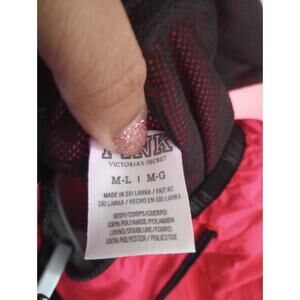 PINK
VICTORIA'S SECRET
M-L | M-G
MADE IN SRI LANKA / FAIT AU
SRI LANKA / HECHO EN SRI LANKA
BODY/CORPS/CUERPO:
100% POLYAMIDE/POLIAMIDA
LINING/DOUBLURE/FORRO:
100% POLYESTER / POLIÉSTER